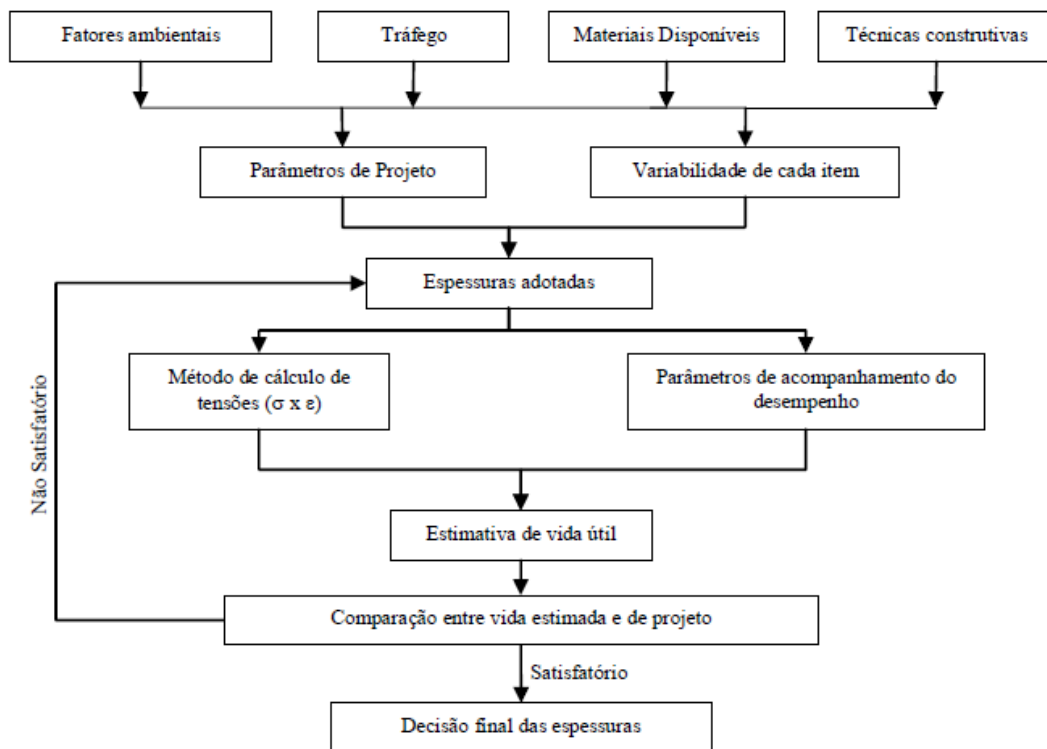 Fatores ambientais
Tráfego
Materiais Disponíveis
Técnicas construtivas
Parâmetros de Projeto
Variabilidade de cada item
Espessuras adotadas
Método de cálculo de
tensões (σ x ε)
Parâmetros de acompanhamento do
desempenho
Não Satisfatório
Estimativa de vida útil
Comparação entre vida estimada e de projeto
Satisfatório
Decisão final das espessuras